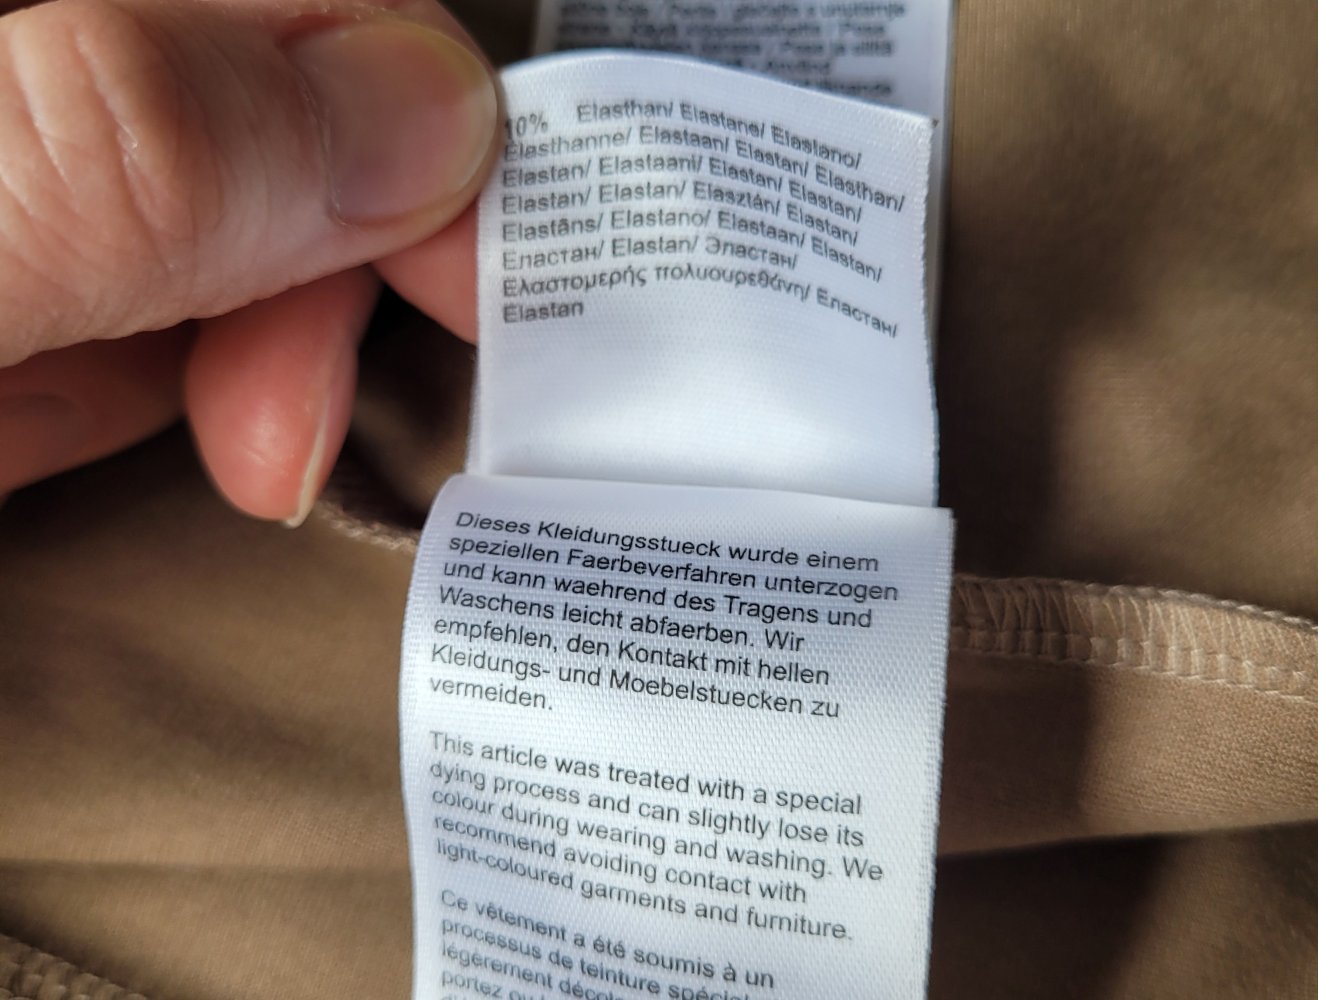 10% Elasthan/ Elastane/ Elastano/
Elasthanne/ Elastaan/ Elastan/ Elasthan/
Elastan/ Elastaani/ Elastan/ Elastan/
Elastan/ Elastan/ Elasztán/ Elastan/
Elastāns/ Elastano/ Elastaan/ Elastan/
Еластан/ Elastan/ Эластан/
Ελαστομερής πολυουρεθάνη/ Еластан/
Elastan
Dieses Kleidungsstueck wurde einem
speziellen Faerbeverfahren unterzogen
und kann waehrend des Tragens und
Waschens leicht abfaerben. Wir
empfehlen, den Kontakt mit hellen
Kleidungs- und Moebelstuecken zu
vermeiden.
This article was treated with a special
dying process and can slightly lose its
colour during wearing and washing. We
recommend avoiding contact with
light-coloured garments and furniture.
Ce vêtement a été soumis à un
processus de teinture
légèrement
portez